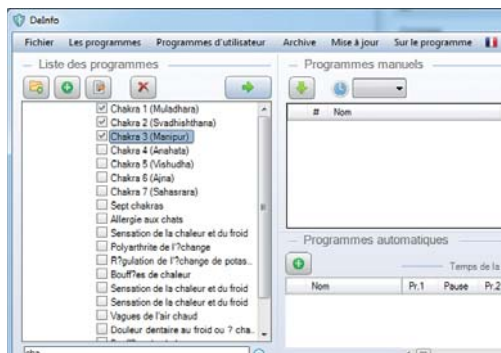 DeInfo
Fichier Les programmes Programmes d'utilisateur Archive Mise à jour Sur le programme
Liste des programmes
Programmes manuels
# Nom
Chakra 1 (Muladhara)
Chakra 2 (Svadhishthana)
Chakra 3 (Manipur)
Chakra 4 (Anahata)
Chakra 5 (Vishudha)
Chakra 6 (Ajna)
Chakra 7 (Sahasrara)
Sept chakras
Allergie aux chats
Sensation de la chaleur et du froid
Polyarthrite de l'?change
R?gulation de l'?change de potas..
Bouff?es de chaleur
Sensation de la chaleur et du froid
Sensation de la chaleur et du froid
Vagues de l'air chaud
Douleur dentaire au froid ou ? cha..
Programmes automatiques
Temps de la
Nom Pr.1 Pause Pr.2
cha